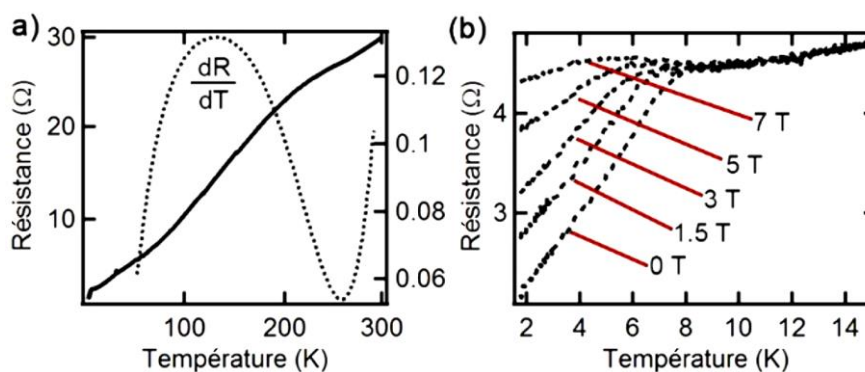 a)
30
20
10
Résistance (Ω)
dR
dT
0.12
0.1
0.08
0.06
100
200
300
Température (K)
(b)
4
3
Résistance (Ω)
7 T
5 T
3 T
1.5 T
0 T
2
4
6
8
10
12
14
Température (K)